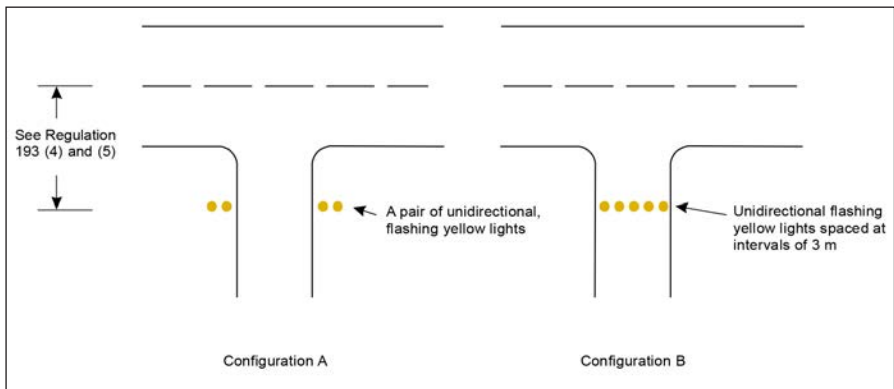 See Regulation
193 (4) and (5)
A pair of unidirectional,
flashing yellow lights
Unidirectional flashing
yellow lights spaced at
intervals of 3 m
Configuration A
Configuration B